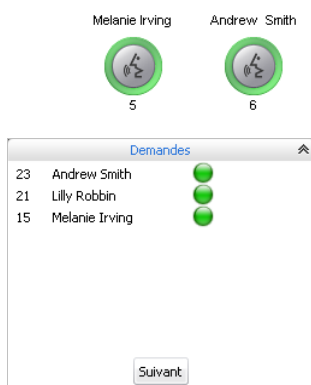 Melanie Irving Andrew Smith
5 6
Demandes
23 Andrew Smith
21 Lilly Robbin
15 Melanie Irving
Suivant